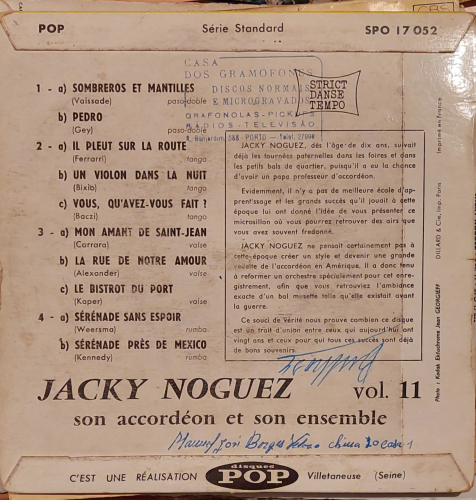 POP Série Standard SPO 17 052
CASA
DOS GRAMOFONES
DISCOS NORMAIS
E MICROGRAVADOS
GRAFONOLAS - PICK-UPS
RÁDIOS - TELEVISÃO
PORTO - Telef. 27090
STRICT
DANSE
TEMPO
1 - a) SOMBREROS ET MANTILLES
(Vaissade) paso-doble
b) PEDRO
(Gey) paso-doble
2 - a) IL PLEUT SUR LA ROUTE
(Ferrarri) tango
b) UN VIOLON DANS LA NUIT
(Bixib) tango
c) VOUS, QU'AVEZ-VOUS FAIT ?
(Baczi) tango
3 - a) MON AMANT DE SAINT-JEAN
(Carrara) valse
b) LA RUE DE NOTRE AMOUR
(Alexander) valse
c) LE BISTROT DU PORT
(Kaper) valse
4 - a) SÉRÉNADE SANS ESPOIR
(Weersma) rumba
b) SÉRÉNADE PRÈS DE MEXICO
(Kennedy) rumba
JACKY NOGUEZ, dès l'âge de dix ans, suivait
déjà les tournées paternelles dans les foires et dans
les petits bals de quartier, puisqu'il a eu la chance
d'avoir un papa professeur d'accordéon.
Evidemment, il n'y a pas de meilleure école d'ap-
prentissage et les grands succès qu'il jouait à cette
époque lui ont donné l'idée de vous présenter ce
microsillon où vous pourrez retrouver des airs que
vous avez souvent fredonné.
JACKY NOGUEZ ne pensait certainement pas à
cette époque créer un style et devenir une grande
vedette de l'accordéon en Amérique. Il a donc tenu
à reformer un orchestre spécialement pour cet enre-
gistrement, afin que vous retrouviez l'ambiance
exacte d'un bal musette telle qu'elle existait avant
la guerre.
Ce souci de vérité nous prouve combien ce disque
est un trait d'union entre ceux qui aujourd'hui ont
vingt ans et ceux pour qui tous ces succès sont déjà
de bons souvenirs.
Imprimé en France
DILLARD & Cie, Imp. Paris
Photo : Kodak Ektachrome Jean GEORGIEFF
JACKY NOGUEZ vol. 11
son accordéon et son ensemble
Manuel José Borges
C'EST UNE RÉALISATION disques POP Villetaneuse (Seine)